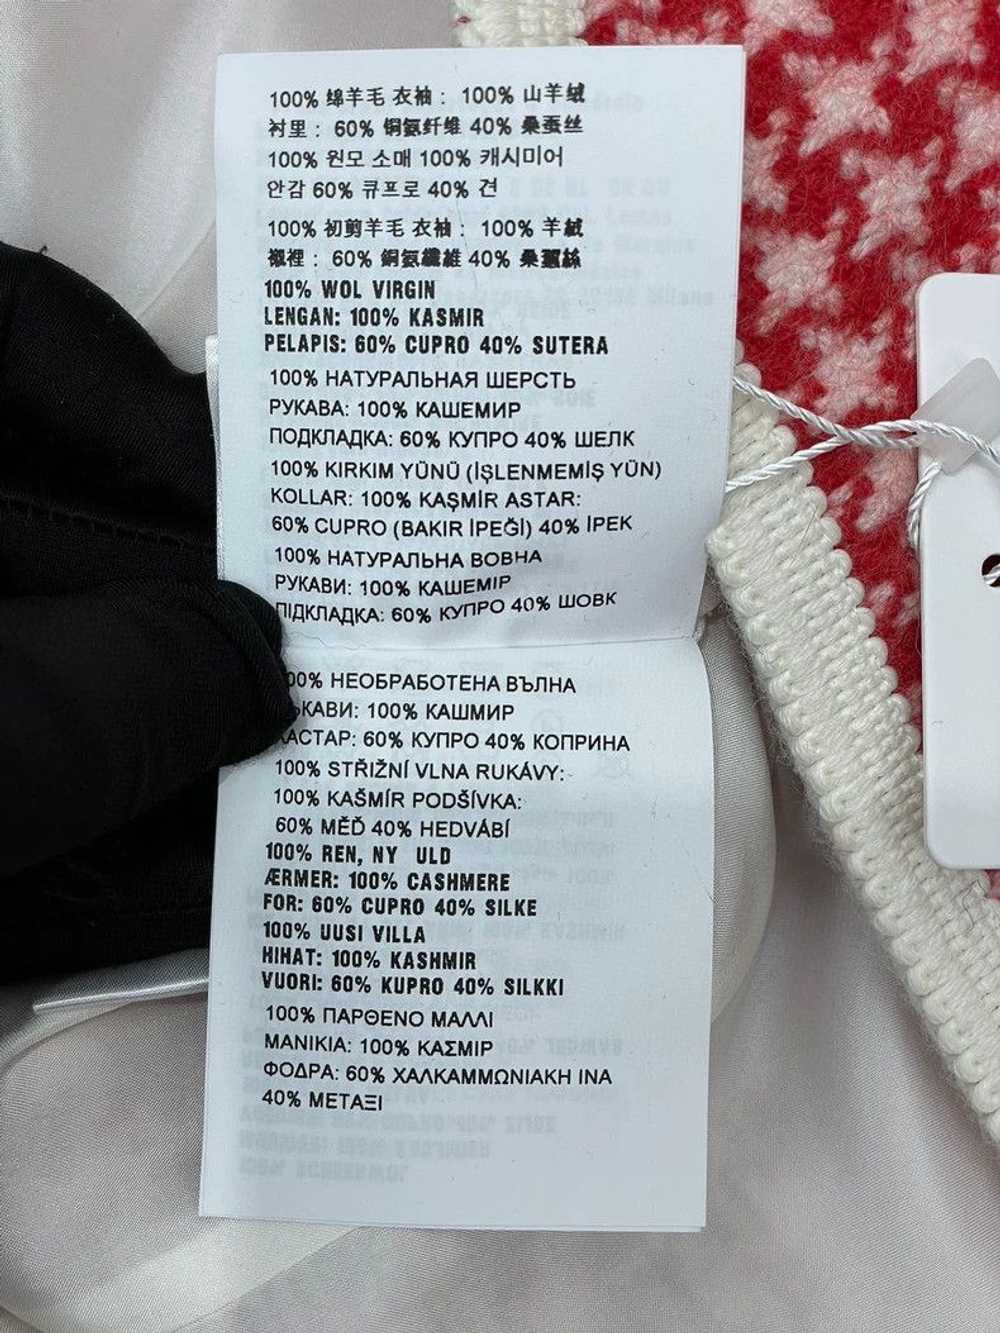 100% 绵羊毛 衣袖： 100% 山羊绒
衬里： 60% 铜氨纤维 40% 桑蚕丝
100% 원모 소매 100% 캐시미어
안감 60% 큐프로 40% 견
100% 初剪羊毛 衣袖： 100% 羊絨
襯裡： 60% 銅氨纖維 40% 桑蠶絲
100% WOL VIRGIN
LENGAN: 100% KASMIR
PELAPIS: 60% CUPRO 40% SUTERA
100% НАТУРАЛЬНАЯ ШЕРСТЬ
РУКАВА: 100% КАШЕМИР
ПОДКЛАДКА: 60% КУПРО 40% ШЕЛК
100% KIRKIM YÜNÜ (İŞLENMEMİŞ YÜN)
KOLLAR: 100% KAŞMİR ASTAR:
60% CUPRO (BAKIR İPEĞİ) 40% İPEK
100% НАТУРАЛЬНА ВОВНА
РУКАВИ: 100% КАШЕМІР
ПІДКЛАДКА: 60% КУПРО 40% ШОВК
00% НЕОБРАБОТЕНА ВЪЛНА
ЪКАВИ: 100% КАШМИР
ХАСТАР: 60% КУПРО 40% КОПРИНА
100% STŘIŽNÍ VLNA RUKÁVY:
100% KAŠMÍR PODŠÍVKA:
60% MĚĎ 40% HEDVÁBÍ
100% REN, NY ULD
ÆRMER: 100% CASHMERE
FOR: 60% CUPRO 40% SILKE
100% UUSI VILLA
HIHAT: 100% KASHMIR
VUORI: 60% KUPRO 40% SILKKI
100% ΠΑΡΘΕΝΟ ΜΑΛΛΙ
ΜΑΝΙΚΙΑ: 100% ΚΑΣΜΙΡ
ΦΟΔΡΑ: 60% ΧΑΛΚΑΜΜΩΝΙΑΚΗ ΙΝΑ
40% ΜΕΤΑΞΙ